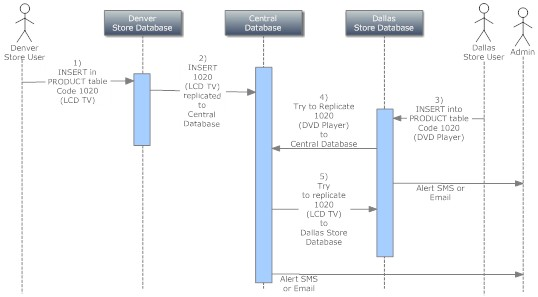 Denver
Store User
Denver
Store Database
Central
Database
Dallas
Store Database
Dallas
Store User
Admin
1)
INSERT in
PRODUCT table
Code 1020
(LCD TV)
2)
INSERT
1020
(LCD TV)
replicated
to
Central
Database
4)
Try to Replicate
1020
(DVD Player)
to
Central Database
3)
INSERT into
PRODUCT table
Code 1020
(DVD Player)
5)
Try
to replicate
1020
(LCD TV)
to
Dallas Store
Database
Alert SMS or
Email
Alert SMS
or Email